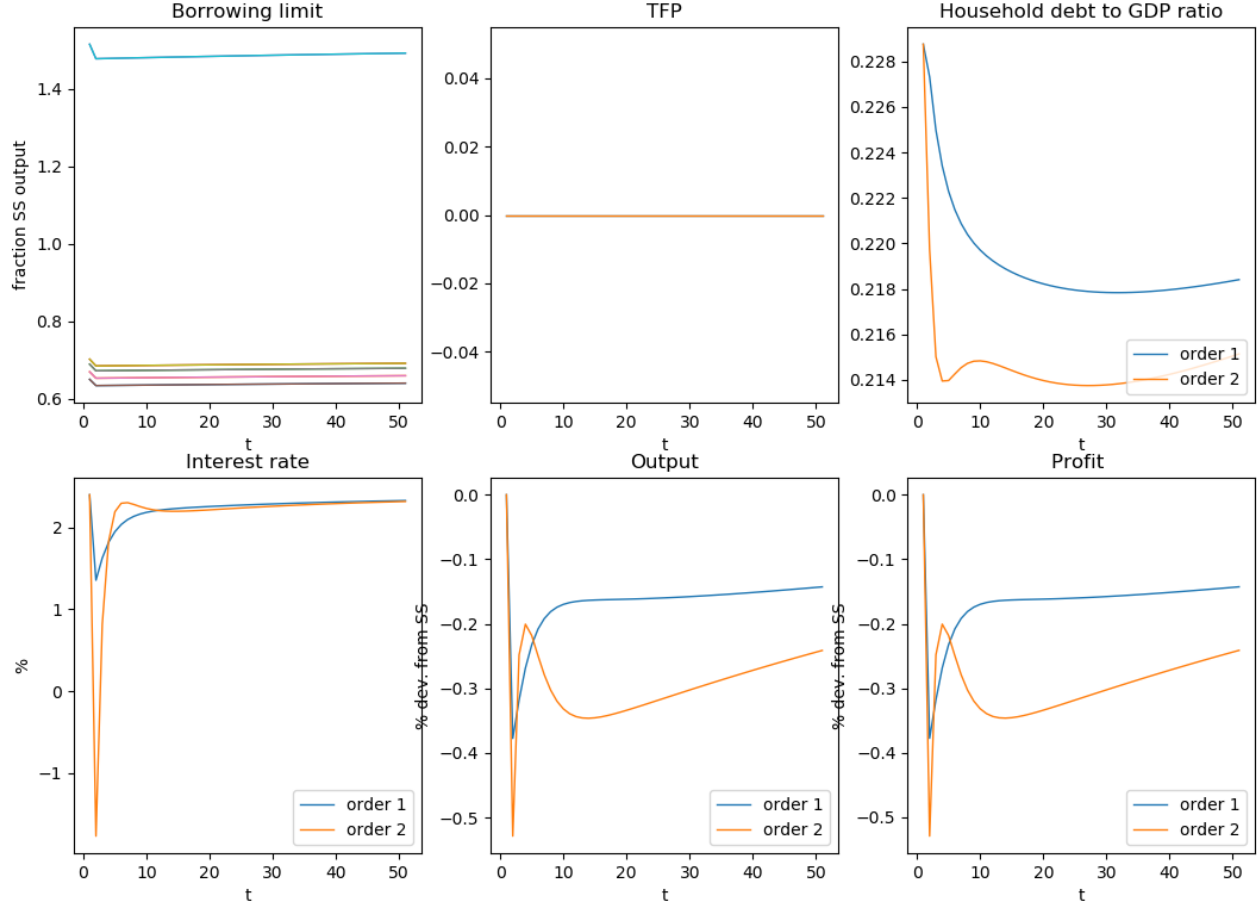 Borrowing limit
fraction SS output
1.4
1.2
1.0
0.8
0.6
0 10 20 30 40 50
t
TFP
0.04
0.02
0.00
−0.02
−0.04
0 10 20 30 40 50
Household debt to GDP ratio
0.228
0.226
0.224
0.222
0.220
0.218
0.216
0.214
order 1
order 2
0 10 20 30 40 50
t
Interest rate
%
2
1
0
−1
order 1
order 2
0 10 20 30 40 50
t
Output
% dev. from SS
0.0
−0.1
−0.2
−0.3
−0.4
−0.5
order 1
order 2
0 10 20 30 40 50
t
Profit
% dev. from SS
0.0
−0.1
−0.2
−0.3
−0.4
−0.5
order 1
order 2
0 10 20 30 40 50
t